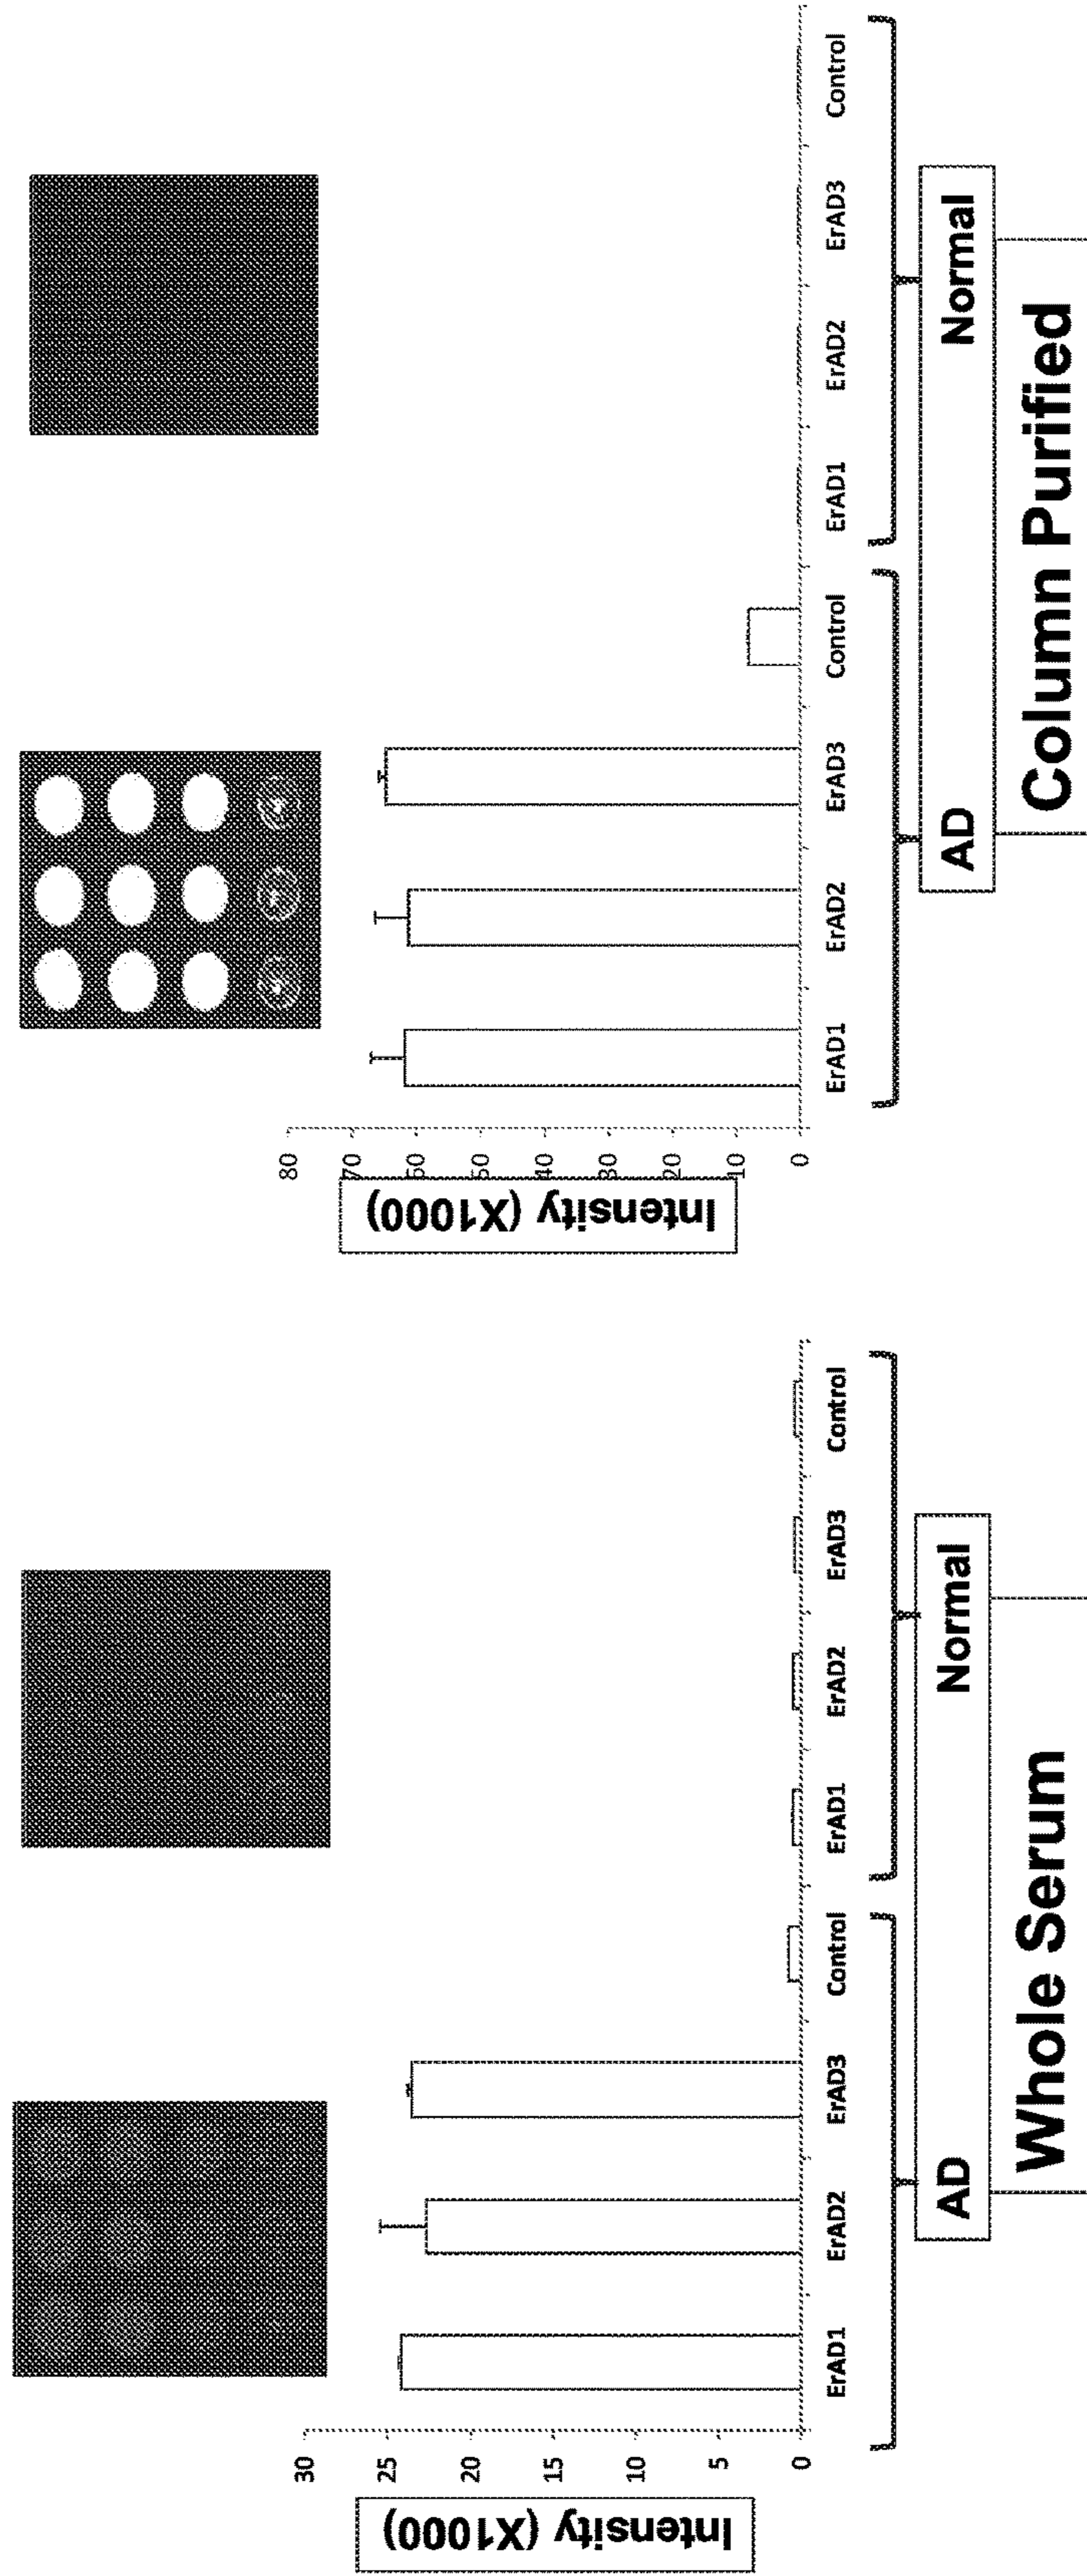 Intensity (X1000)
30
25
20
15
10
5
0
ErAD1
ErAD2
ErAD3
Control
ErAD1
ErAD2
ErAD3
Control
AD
Normal
Whole Serum
Intensity (X1000)
80
70
60
50
40
30
20
10
0
ErAD1
ErAD2
ErAD3
Control
ErAD1
ErAD2
ErAD3
Control
AD
Normal
Column Purified